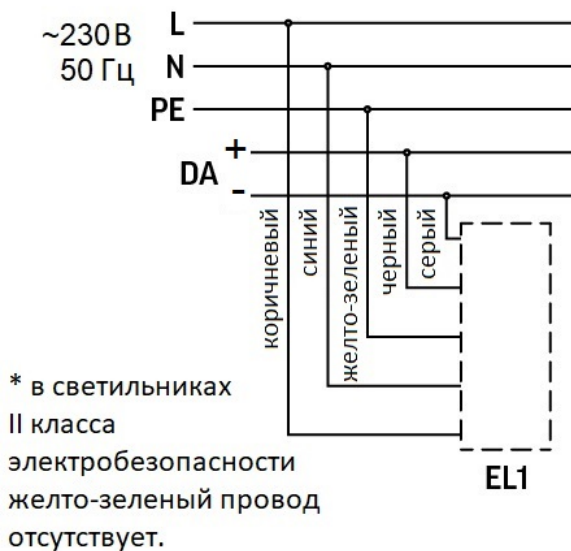 L
~230В
50 Гц N
PE
+
DA
-
коричневый
синий
желто-зеленый
черный
серый
EL1
* в светильниках
II класса
электробезопасности
желто-зеленый провод
отсутствует.